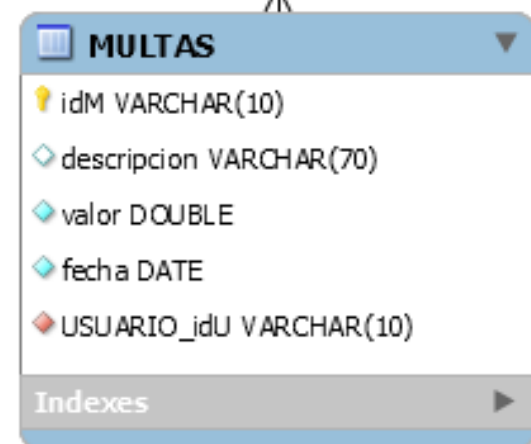 MULTAS
idM VARCHAR(10)
descripcion VARCHAR(70)
valor DOUBLE
fecha DATE
USUARIO_idU VARCHAR(10)
Indexes